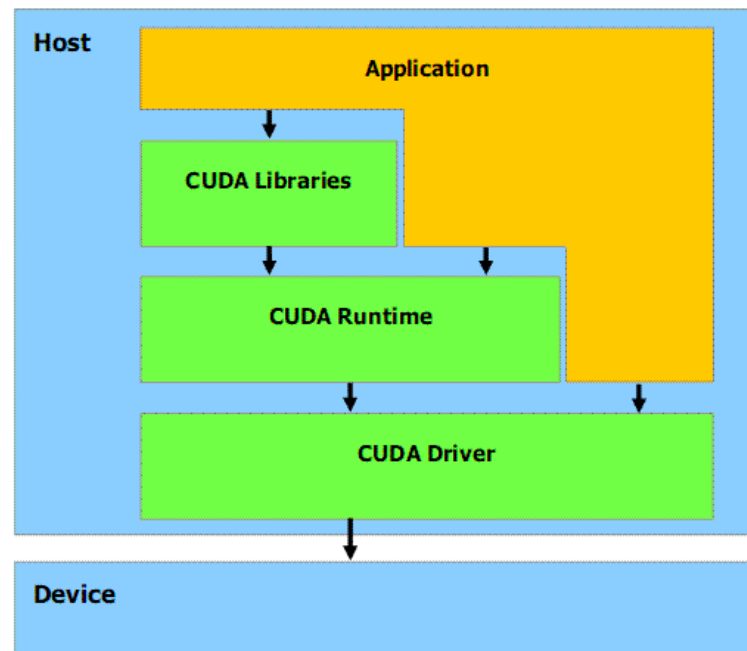 Host
Application
CUDA Libraries
CUDA Runtime
CUDA Driver
Device